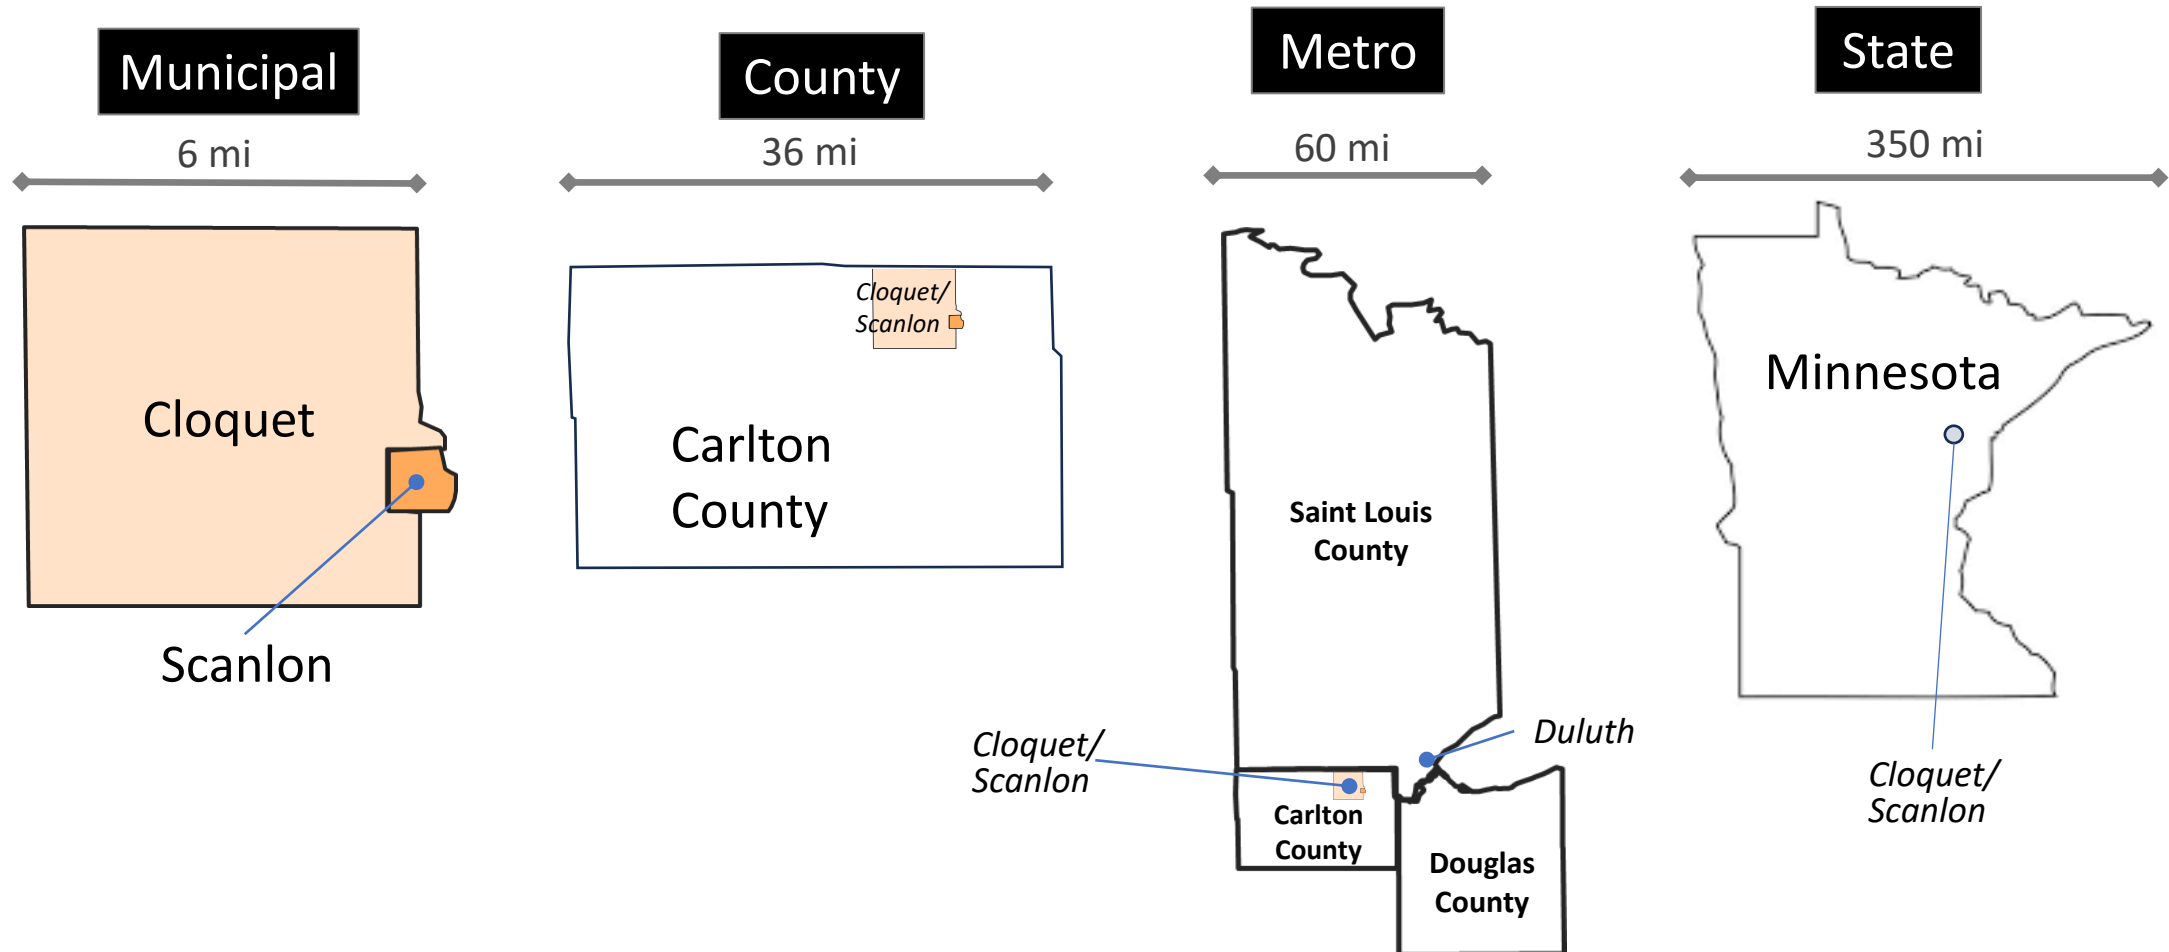 Municipal
6 mi
Cloquet
Scanlon
County
36 mi
Cloquet/
Scanlon
Carlton
County
Metro
60 mi
Saint Louis
County
Duluth
Cloquet/
Scanlon
Carlton
County
Douglas
County
State
350 mi
Minnesota
Cloquet/
Scanlon